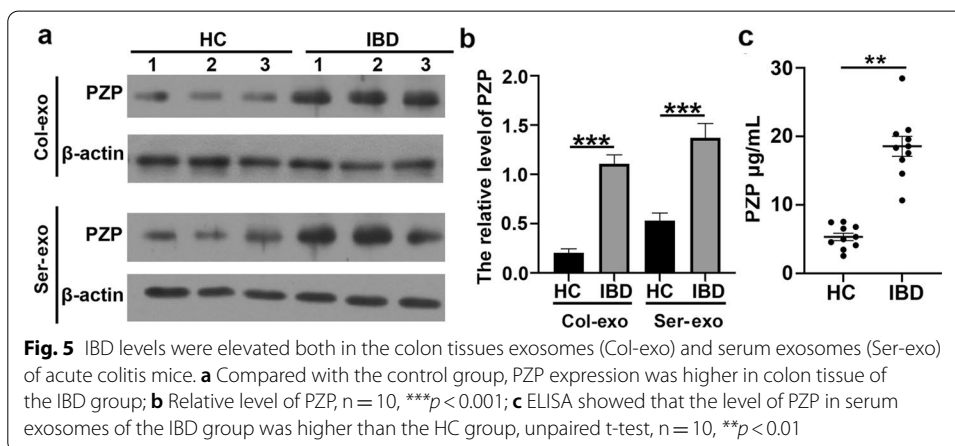 a
HC IBD
1 2 3 1 2 3
Col-exo
PZP
β-actin
Ser-exo
PZP
β-actin
b
The relative level of PZP
2.0
1.5
1.0
0.5
0.0
*** ***
HC IBD HC IBD
Col-exo Ser-exo
c
PZP μg/mL
30
20
10
0
**
HC IBD
Fig. 5 IBD levels were elevated both in the colon tissues exosomes (Col-exo) and serum exosomes (Ser-exo)
of acute colitis mice. a Compared with the control group, PZP expression was higher in colon tissue of
the IBD group; b Relative level of PZP, n = 10, ***p < 0.001; c ELISA showed that the level of PZP in serum
exosomes of the IBD group was higher than the HC group, unpaired t-test, n = 10, **p < 0.01